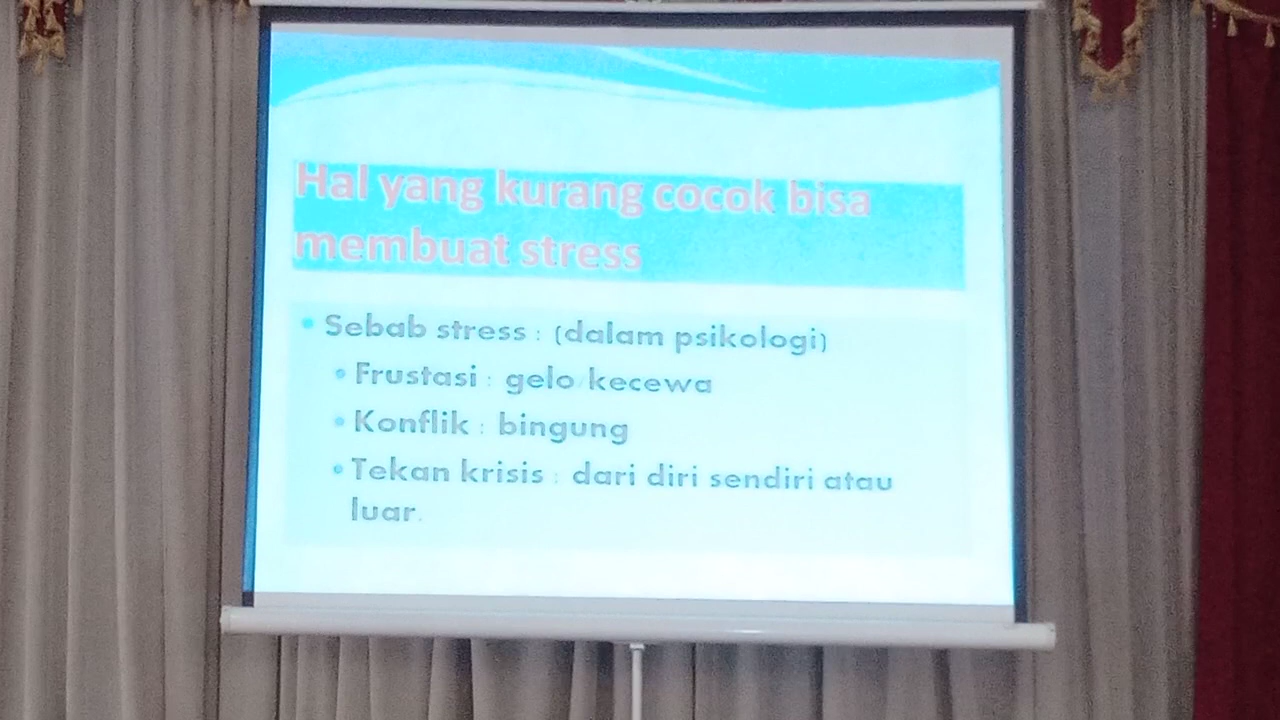 Hal yang kurang cocok bisa
membuat stress
• Sebab stress : (dalam psikologi)
• Frustasi : gelo kecewa
• Konflik : bingung
• Tekan krisis : dari diri sendiri atau
luar.